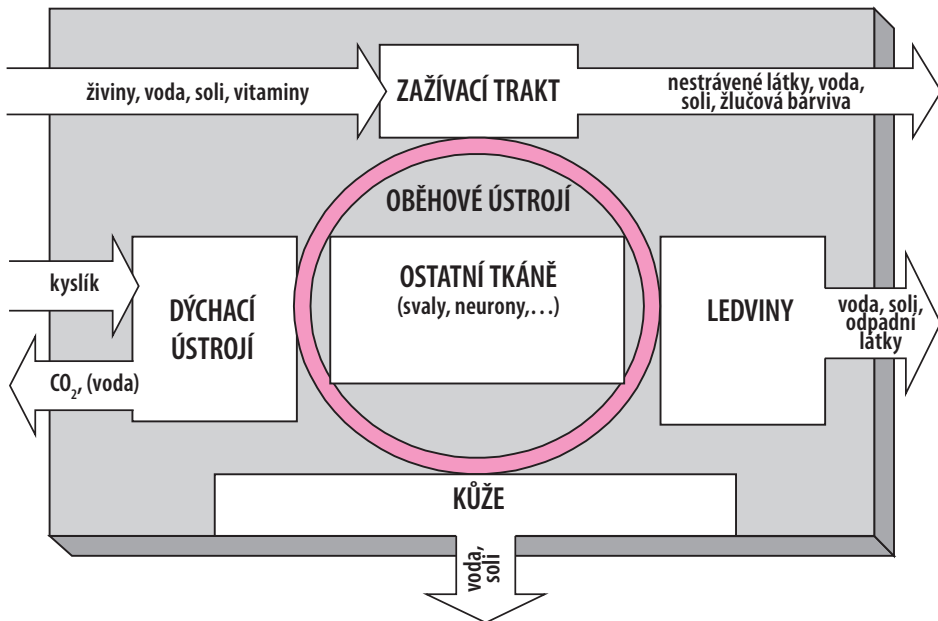 živiny, voda, soli, vitaminy
ZAŽÍVACÍ TRAKT
nestrávené látky, voda,
soli, žlučová barviva
OBĚHOVÉ ÚSTROJÍ
kyslík
DÝCHACÍ
ÚSTROJÍ
CO₂, (voda)
OSTATNÍ TKÁNĚ
(svaly, neurony,…)
LEDVINY
voda, soli,
odpadní
látky
KŮŽE
voda,
soli